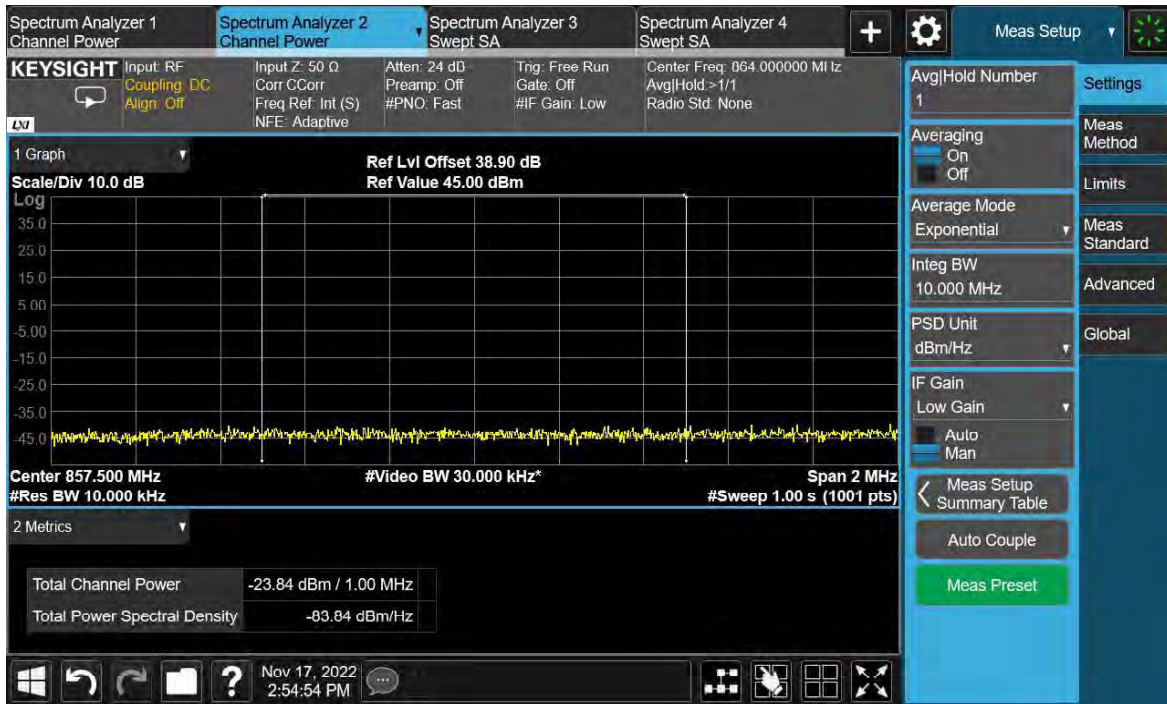 Spectrum Analyzer 1
Channel Power
Spectrum Analyzer 2
Channel Power
Spectrum Analyzer 3
Swept SA
Spectrum Analyzer 4
Swept SA
+
Meas Setup
KEYSIGHT
LXI
Input: RF
Coupling: DC
Align: Off
Input Z: 50 Ω
Corr CCorr
Freq Ref: Int (S)
NFE: Adaptive
Atten: 24 dB
Preamp: Off
#PNO: Fast
Trig: Free Run
Gate: Off
#IF Gain: Low
Center Freq: 864.000000 MHz
Avg|Hold:>1/1
Radio Std: None
1 Graph
Scale/Div 10.0 dB
Ref Lvl Offset 38.90 dB
Ref Value 45.00 dBm
Log
35.0
25.0
15.0
5.00
-5.00
-15.0
-25.0
-35.0
-45.0
Center 857.500 MHz
#Res BW 10.000 kHz
#Video BW 30.000 kHz*
Span 2 MHz
#Sweep 1.00 s (1001 pts)
2 Metrics
Total Channel Power -23.84 dBm / 1.00 MHz
Total Power Spectral Density -83.84 dBm/Hz
?
Nov 17, 2022
2:54:54 PM
Avg|Hold Number
1
Averaging
On
Off
Average Mode
Exponential
Integ BW
10.000 MHz
PSD Unit
dBm/Hz
IF Gain
Low Gain
Auto
Man
Meas Setup
Summary Table
Auto Couple
Meas Preset
Settings
Meas
Method
Limits
Meas
Standard
Advanced
Global